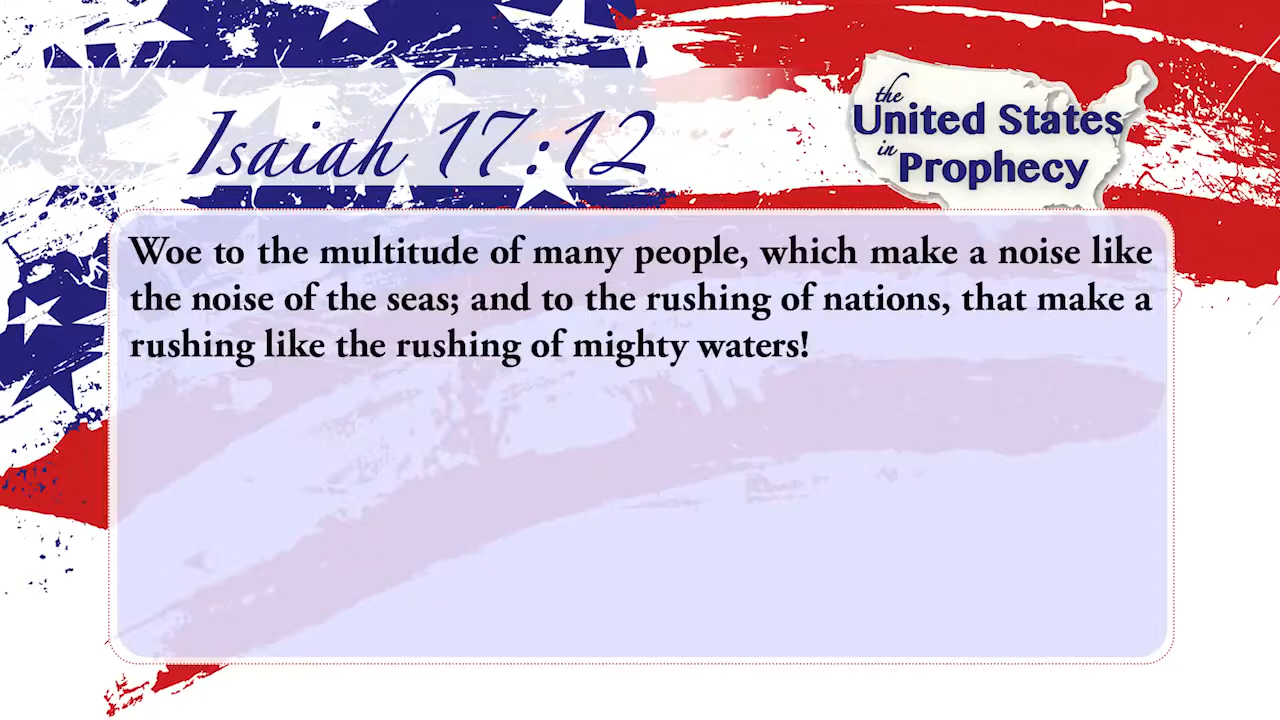 Isaiah 17:12
the
United States
in
Prophecy
Woe to the multitude of many people, which make a noise like
the noise of the seas; and to the rushing of nations, that make a
rushing like the rushing of mighty waters!